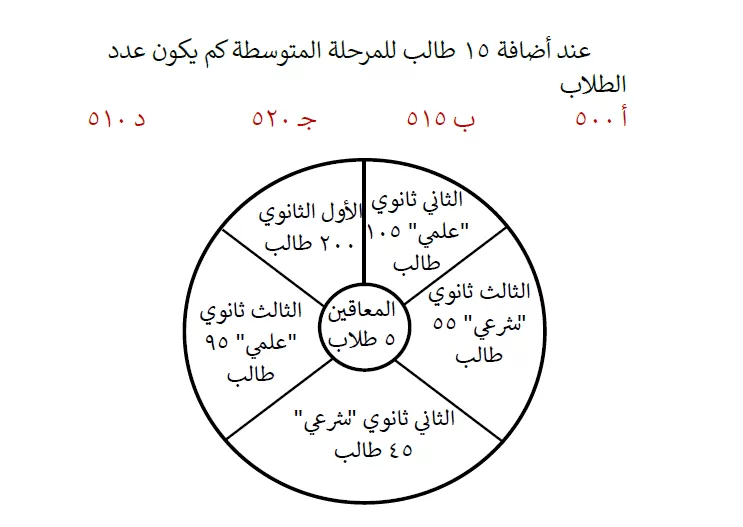 عند أضافة ١٥ طالب للمرحلة المتوسطة كم يكون عدد
الطلاب
أ ٥٠٠ ب ٥١٥ جـ ٥٢٠ د ٥١٠
الثاني ثانوي
"علمي" ١٠٥
طالب
الأول الثانوي
٢٠٠ طالب
الثالث ثانوي
"شرعي" ٥٥
طالب
المعاقين
٥ طلاب
الثالث ثانوي
"علمي" ٩٥
طالب
الثاني ثانوي "شرعي"
٤٥ طالب